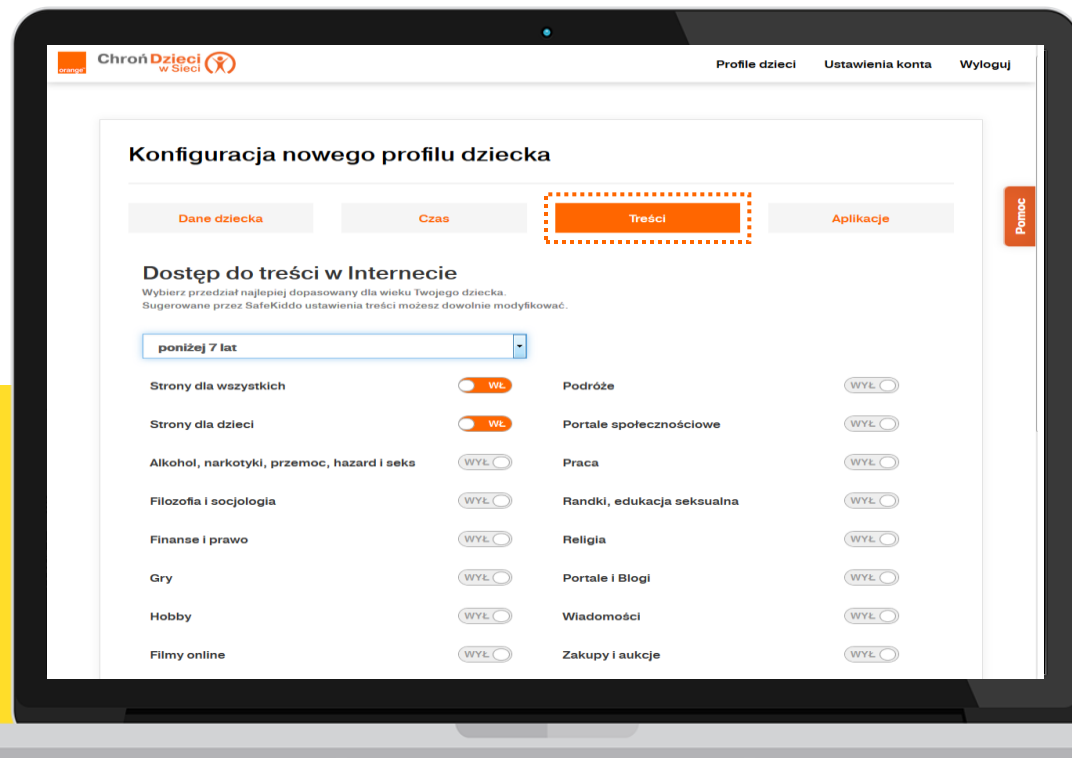 orange
Chroń Dzieci
w Sieci
Profile dzieci Ustawienia konta Wyloguj
Konfiguracja nowego profilu dziecka
Dane dziecka Czas Treści Aplikacje
Pomoc
Dostęp do treści w Internecie
Wybierz przedział najlepiej dopasowany dla wieku Twojego dziecka.
Sugerowane przez SafeKiddo ustawienia treści możesz dowolnie modyfikować.
poniżej 7 lat
Strony dla wszystkich WŁ Podróże WYŁ
Strony dla dzieci WŁ Portale społecznościowe WYŁ
Alkohol, narkotyki, przemoc, hazard i seks WYŁ Praca WYŁ
Filozofia i socjologia WYŁ Randki, edukacja seksualna WYŁ
Finanse i prawo WYŁ Religia WYŁ
Gry WYŁ Portale i Blogi WYŁ
Hobby WYŁ Wiadomości WYŁ
Filmy online WYŁ Zakupy i aukcje WYŁ